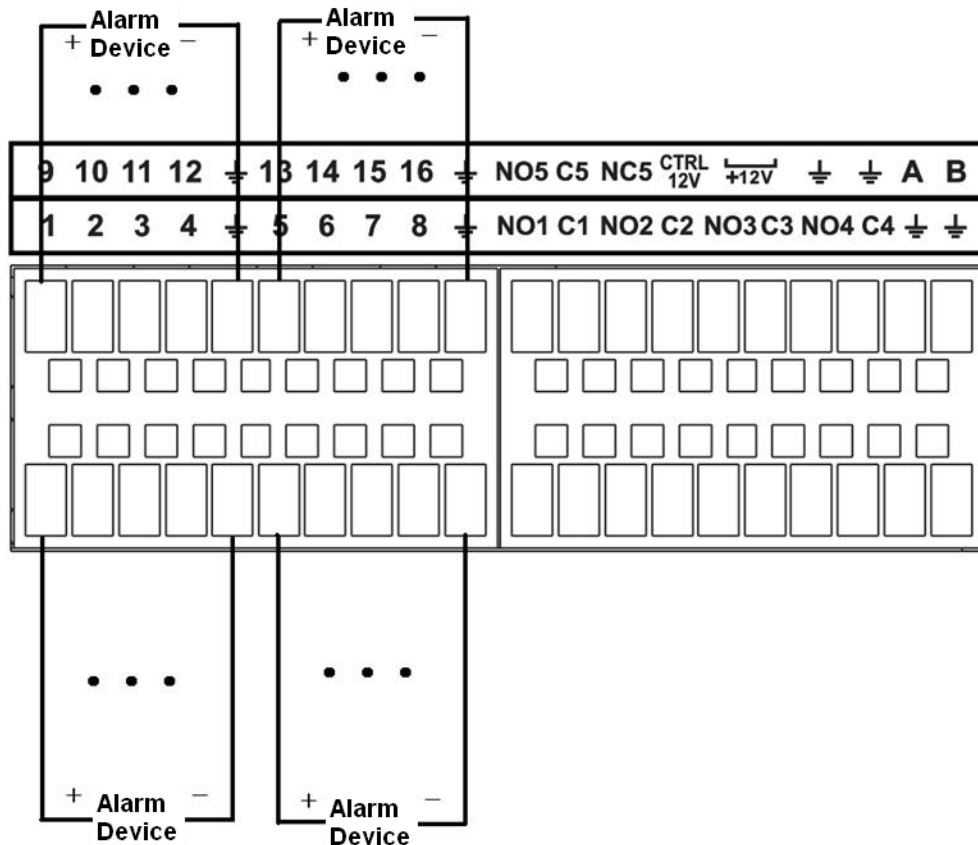 Alarm Device
+ −
Alarm Device
+ −
9 10 11 12 ⏚ 13 14 15 16 ⏚ NO5 C5 NC5 CTRL 12V +12V ⏚ ⏚ A B
1 2 3 4 ⏚ 5 6 7 8 ⏚ NO1 C1 NO2 C2 NO3 C3 NO4 C4 ⏚ ⏚
+ −
Alarm Device
+ −
Alarm Device